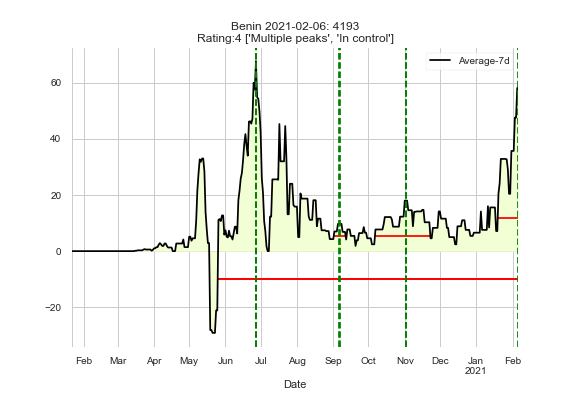 Benin 2021-02-06: 4193
Rating:4 ['Multiple peaks', 'In control']
Average-7d
60
40
20
0
−20
Feb Mar Apr May Jun Jul Aug Sep Oct Nov Dec Jan Feb
2021
Date